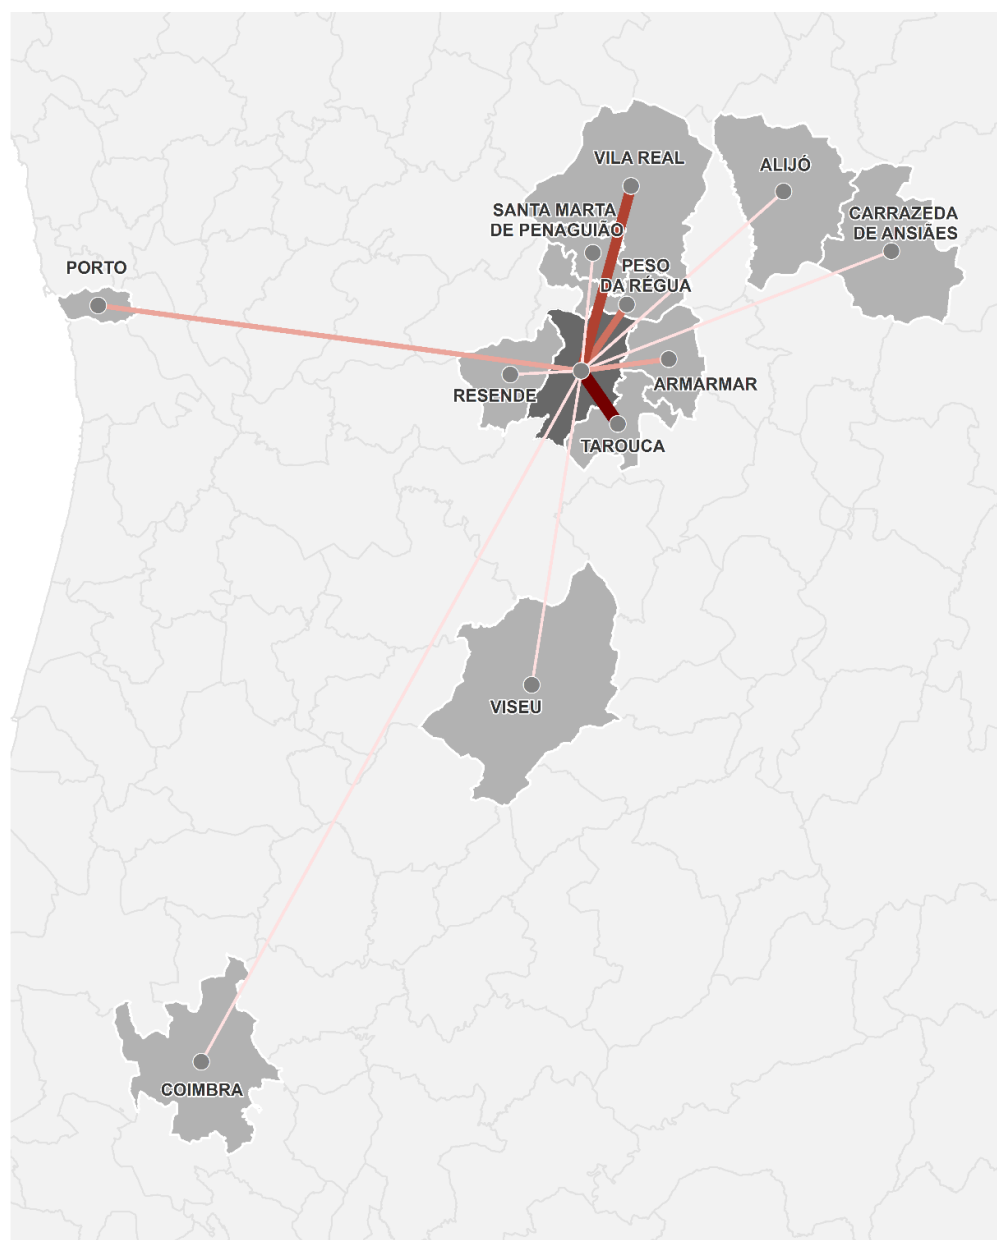 VILA REAL
ALIJÓ
SANTA MARTA
DE PENAGUIÃO
CARRAZEDA
DE ANSIÃES
PORTO
PESO
DA RÉGUA
RESENDE
ARMARMAR
TAROUCA
VISEU
COIMBRA